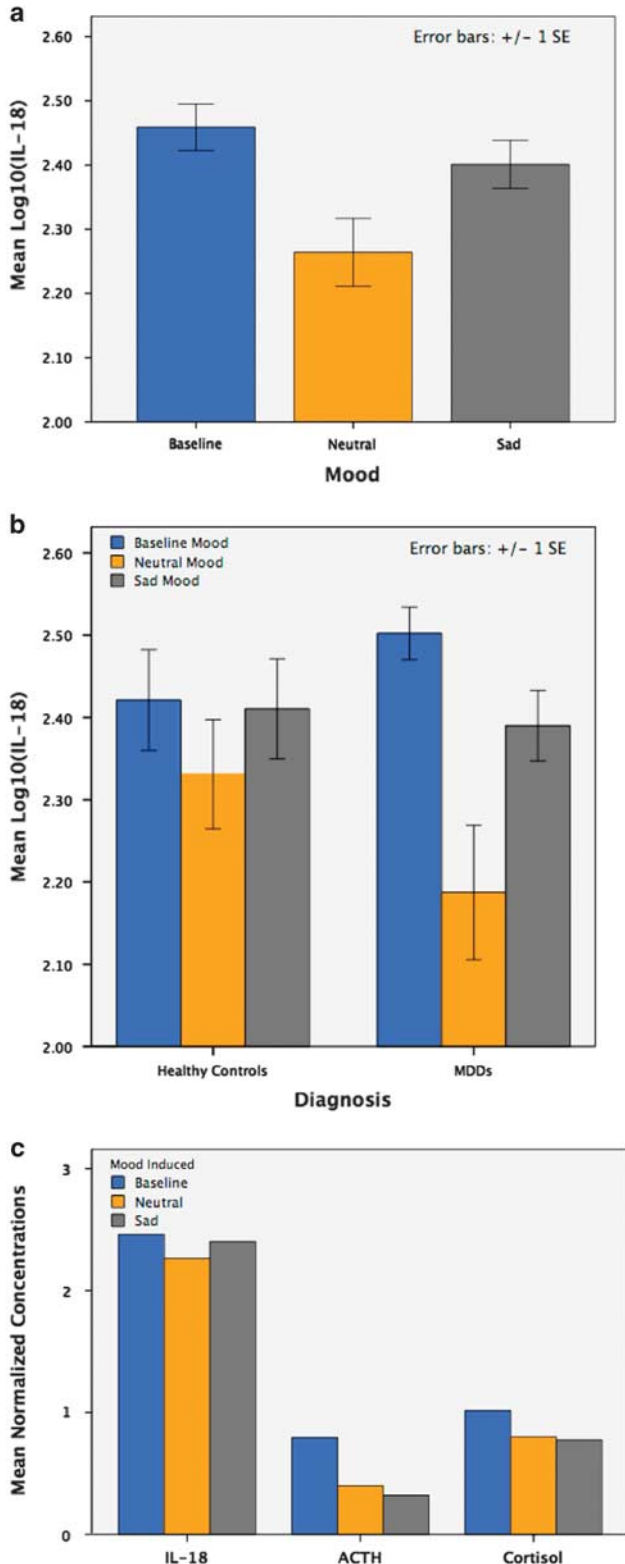 a
Error bars: +/- 1 SE
Mean Log10(IL-18)
2.60
2.50
2.40
2.30
2.20
2.10
2.00
Baseline
Neutral
Sad
Mood
b
Baseline Mood
Neutral Mood
Sad Mood
Error bars: +/- 1 SE
Mean Log10(IL-18)
2.60
2.50
2.40
2.30
2.20
2.10
2.00
Healthy Controls
MDDs
Diagnosis
c
Mood Induced
Baseline
Neutral
Sad
Mean Normalized Concentrations
3
2
1
0
IL-18
ACTH
Cortisol